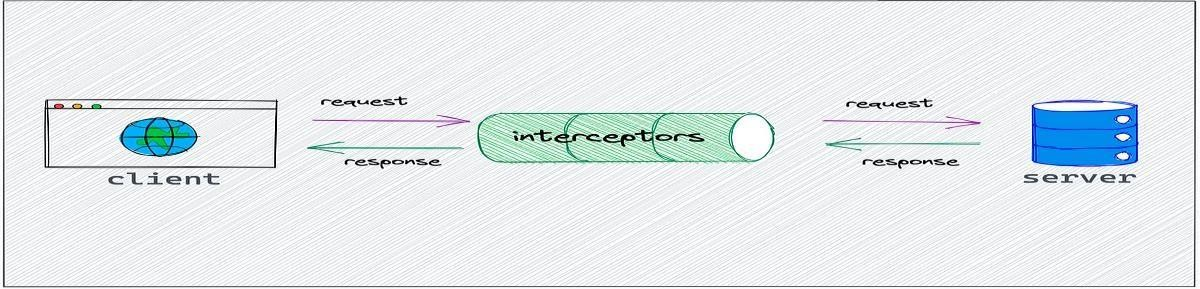 request
request
interceptors
response
response
client
server